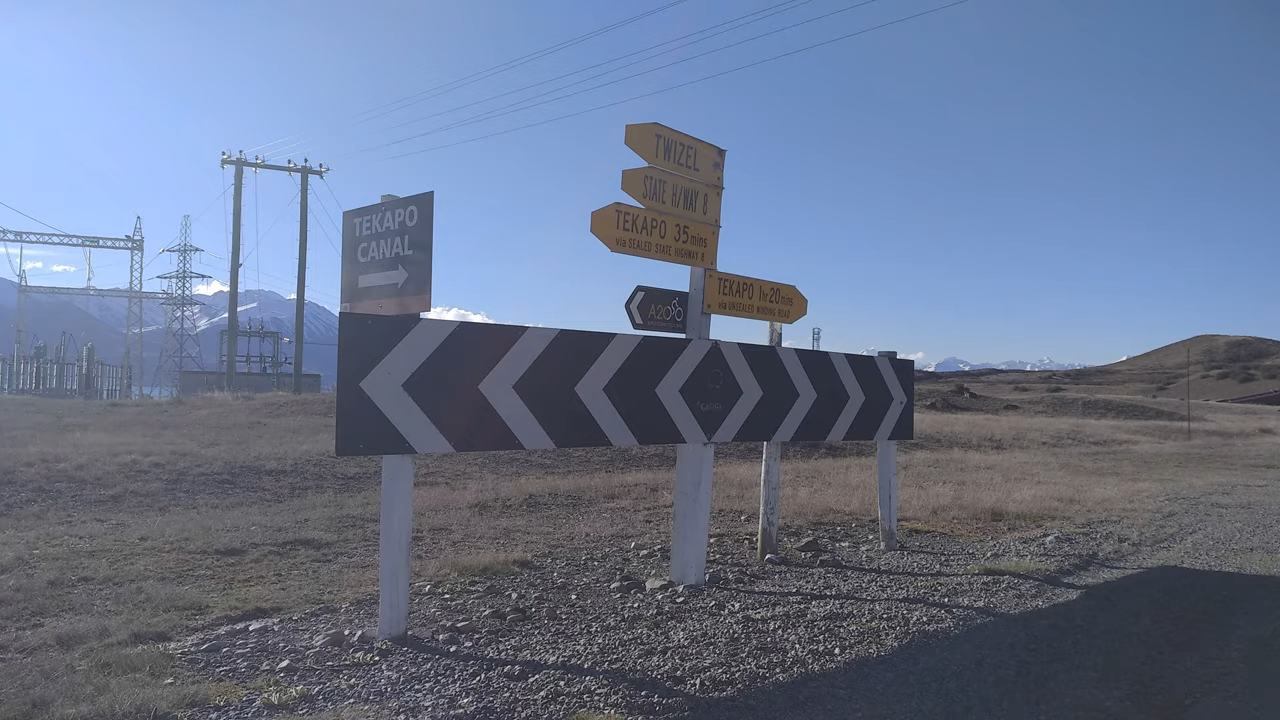 TWIZEL
STATE H/WAY 8
TEKAPO 35mins
via SEALED STATE HIGHWAY 8
TEKAPO
CANAL
TEKAPO 1hr20mins
via UNSEALED WINDING ROAD
A2O